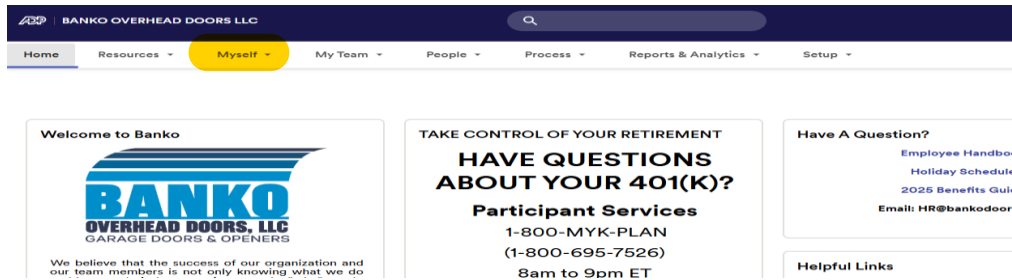 ADP BANKO OVERHEAD DOORS LLC
Home Resources Myself My Team People Process Reports & Analytics Setup
Welcome to Banko
BANKO
OVERHEAD DOORS, LLC
GARAGE DOORS & OPENERS
We believe that the success of our organization and
our team members is not only knowing what we do
TAKE CONTROL OF YOUR RETIREMENT
HAVE QUESTIONS
ABOUT YOUR 401(K)?
Participant Services
1-800-MYK-PLAN
(1-800-695-7526)
8am to 9pm ET
Have A Question?
Employee Handbo
Holiday Schedule
2025 Benefits Gui
Email: HR@bankodoor
Helpful Links